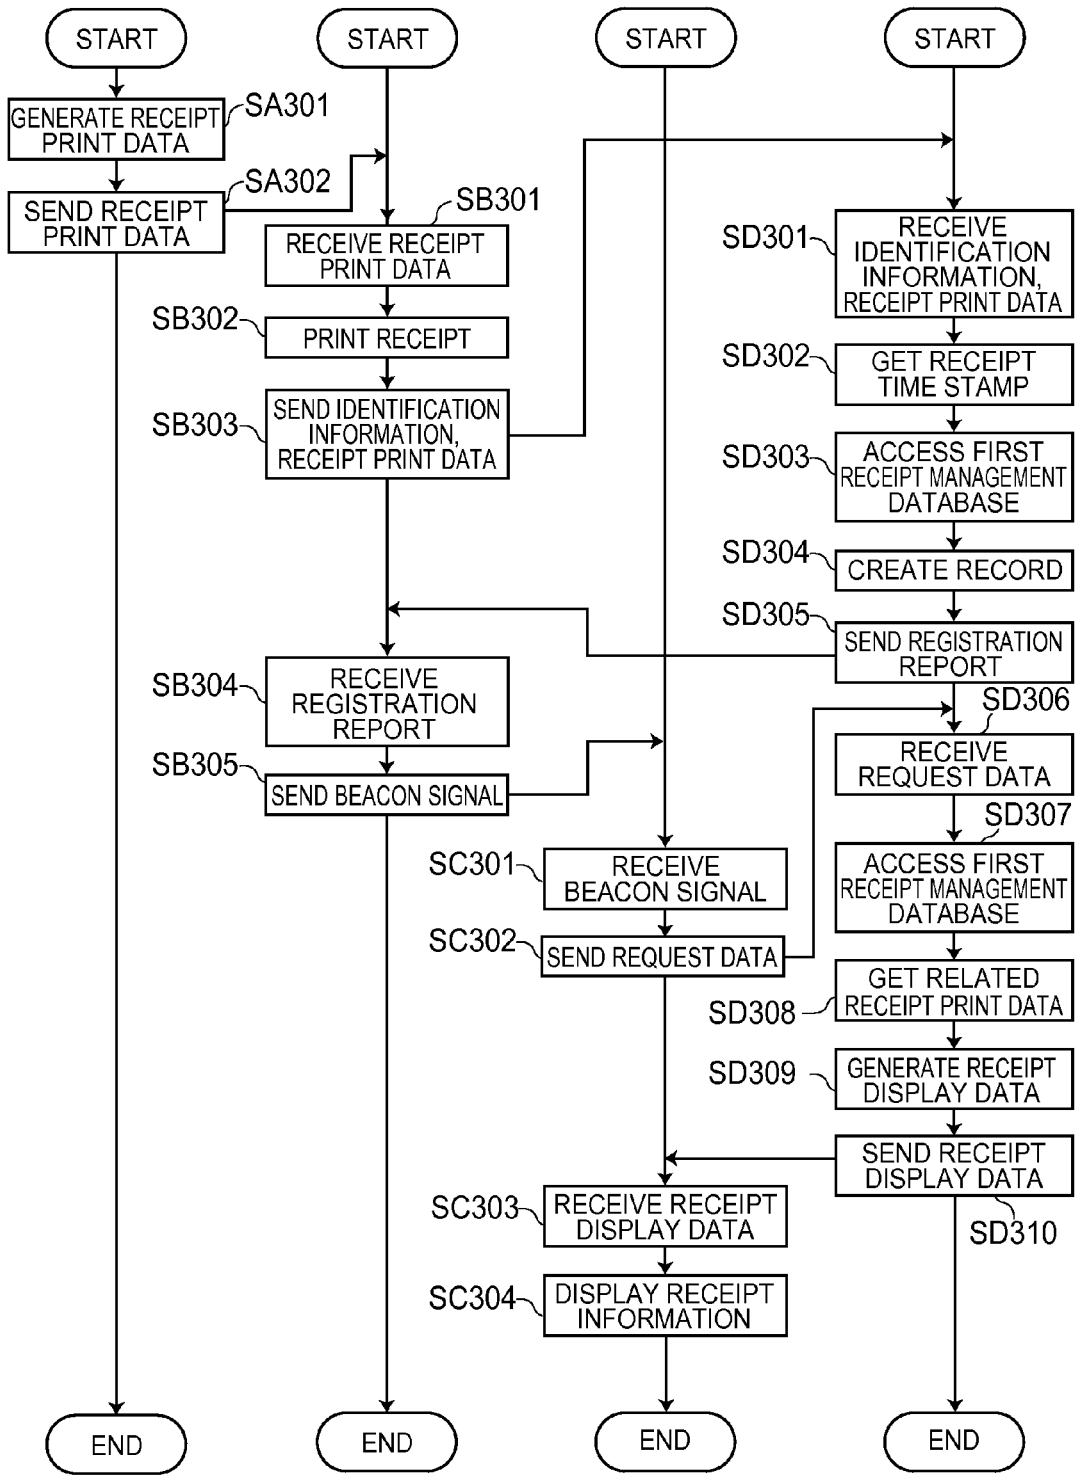 START
START
START
START
GENERATE RECEIPT
PRINT DATA
SA301
SEND RECEIPT
PRINT DATA
SA302
SB301
RECEIVE RECEIPT
PRINT DATA
SB302
PRINT RECEIPT
SB303
SEND IDENTIFICATION
INFORMATION,
RECEIPT PRINT DATA
SD301
RECEIVE
IDENTIFICATION
INFORMATION,
RECEIPT PRINT DATA
SD302
GET RECEIPT
TIME STAMP
SD303
ACCESS FIRST
RECEIPT MANAGEMENT
DATABASE
SD304
CREATE RECORD
SD305
SEND REGISTRATION
REPORT
SB304
RECEIVE
REGISTRATION
REPORT
SB305
SEND BEACON SIGNAL
SD306
RECEIVE
REQUEST DATA
SC301
RECEIVE
BEACON SIGNAL
SC302
SEND REQUEST DATA
SD307
ACCESS FIRST
RECEIPT MANAGEMENT
DATABASE
SD308
GET RELATED
RECEIPT PRINT DATA
SD309
GENERATE RECEIPT
DISPLAY DATA
SEND RECEIPT
DISPLAY DATA
SD310
SC303
RECEIVE RECEIPT
DISPLAY DATA
SC304
DISPLAY RECEIPT
INFORMATION
END
END
END
END